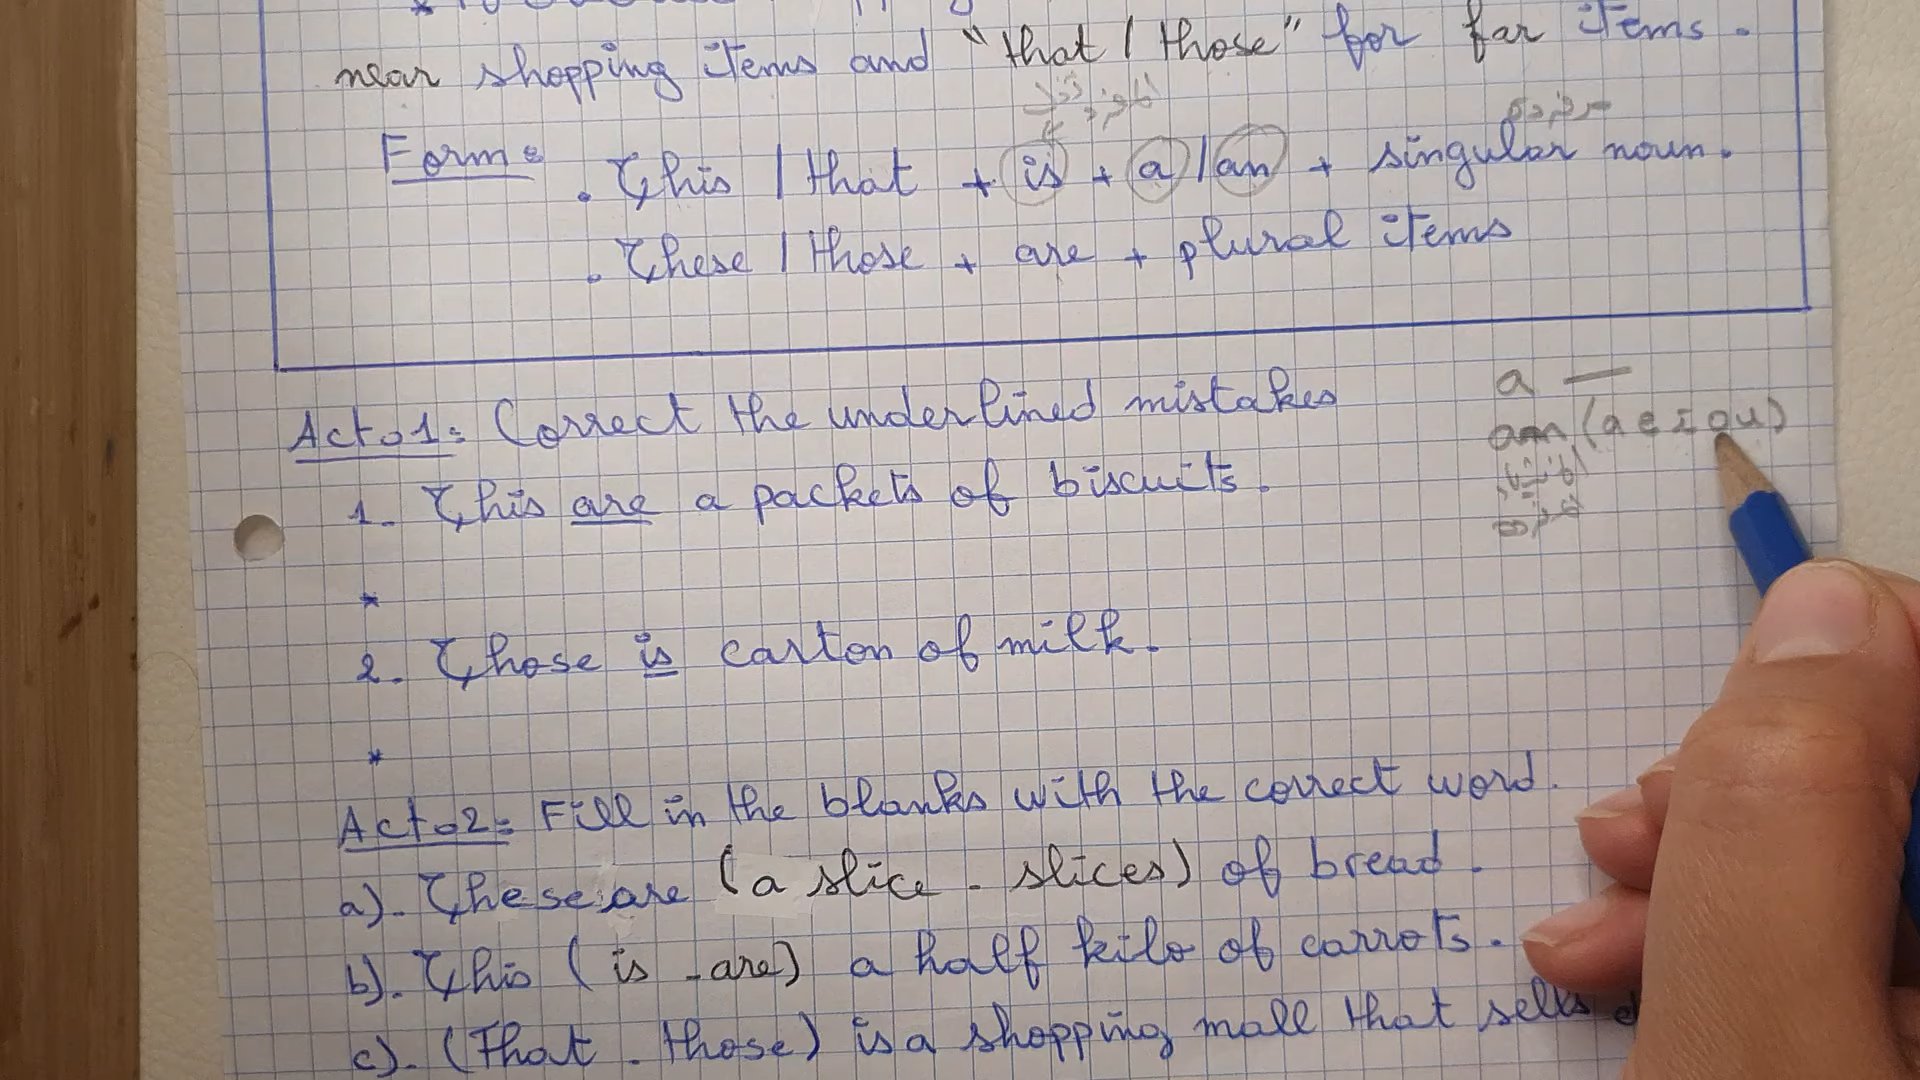 near shopping items and "that / those" for far items.
Form: . This / that + is + a / an + singular noun.
. These / those + are + plural items
a —
an (a e i o u)
Act 1: Correct the underlined mistakes
1. This are a packets of biscuits.
*
2. Those is carton of milk.
*
Act 2: Fill in the blanks with the correct word.
a). These are (a slice - slices) of bread.
b). This (is - are) a half kilo of carrots.
c). (That - those) is a shopping mall that sells